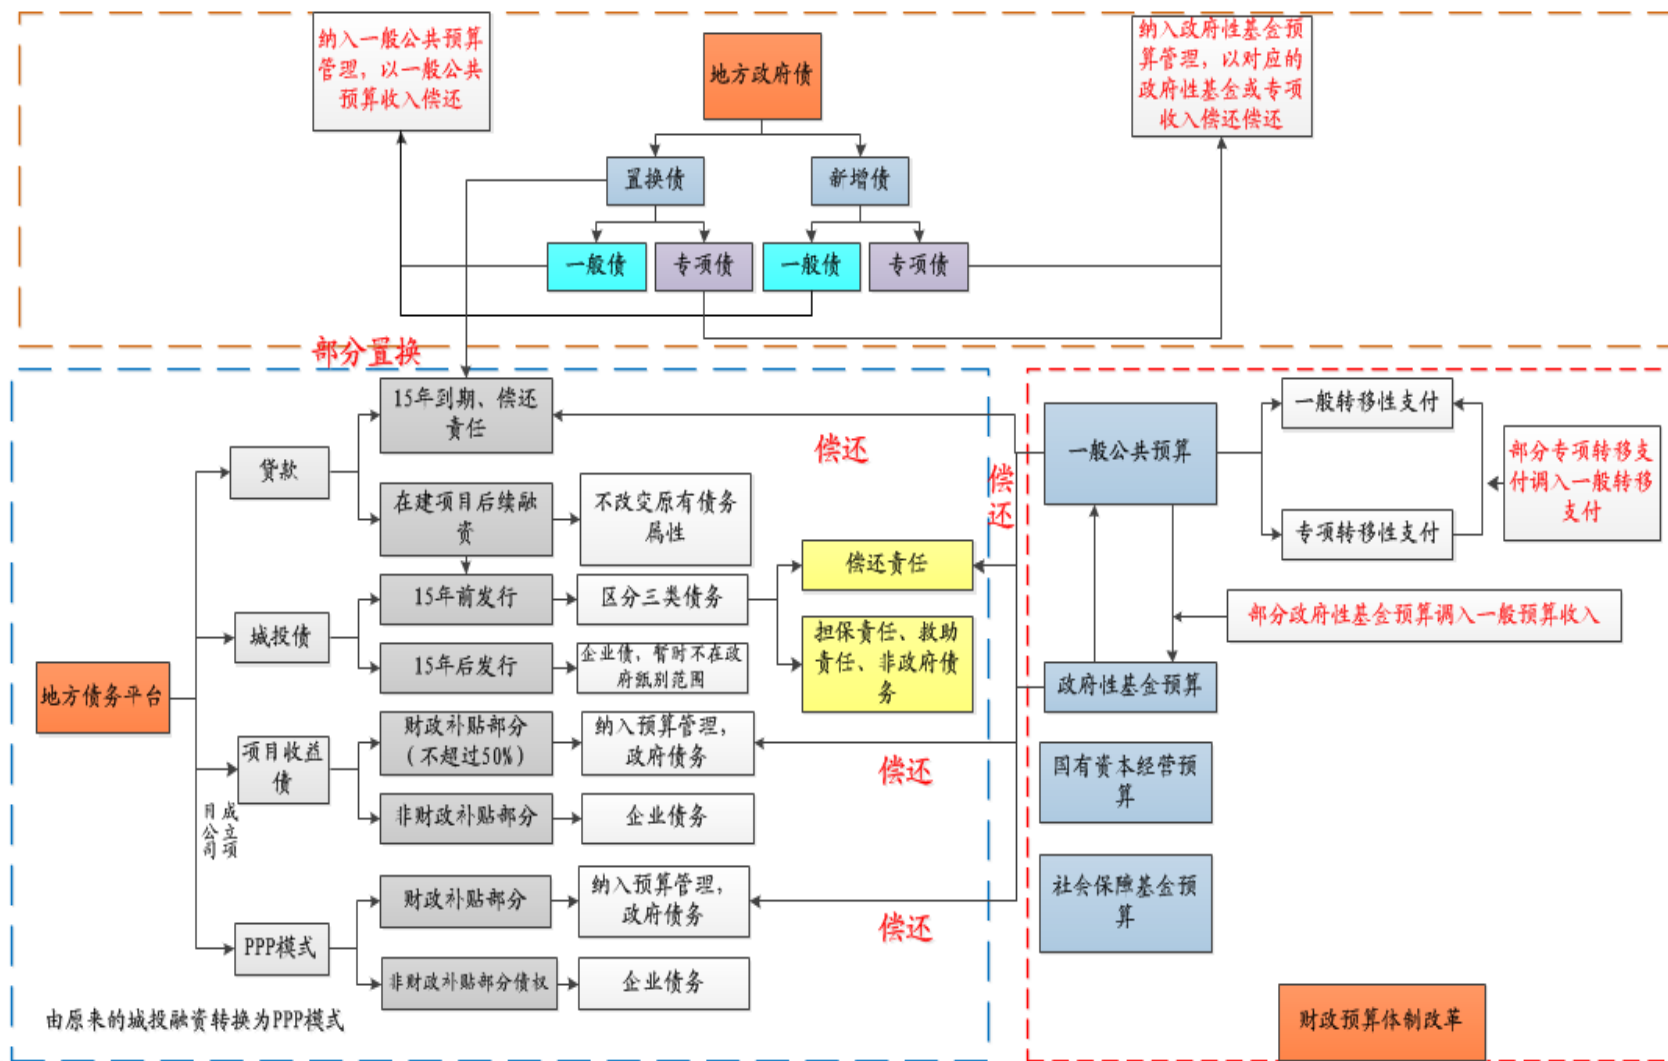 纳入一般公共预算
管理，以一般公共
预算收入偿还
地方政府债
纳入政府性基金预
算管理，以对应的
政府性基金或专项
收入偿还偿还
置换债
新增债
一般债
专项债
一般债
专项债
部分置换
15年到期、偿还
责任
贷款
在建项目后续融
资
不改变原有债务
属性
偿还
偿
还
15年前发行
区分三类债务
偿还责任
城投债
15年后发行
企业债，暂时不在政
府甄别范围
担保责任、救助
责任、非政府债
务
地方债务平台
项目收益
债
财政补贴部分
（不超过50%）
纳入预算管理，
政府债务
偿还
非财政补贴部分
企业债务
成立项
目公司
财政补贴部分
纳入预算管理，
政府债务
偿还
PPP模式
非财政补贴部分债权
企业债务
由原来的城投融资转换为PPP模式
一般公共预算
一般转移性支付
专项转移性支付
部分专项转移支
付调入一般转移
支付
部分政府性基金预算调入一般预算收入
政府性基金预算
国有资本经营预
算
社会保障基金预
算
财政预算体制改革